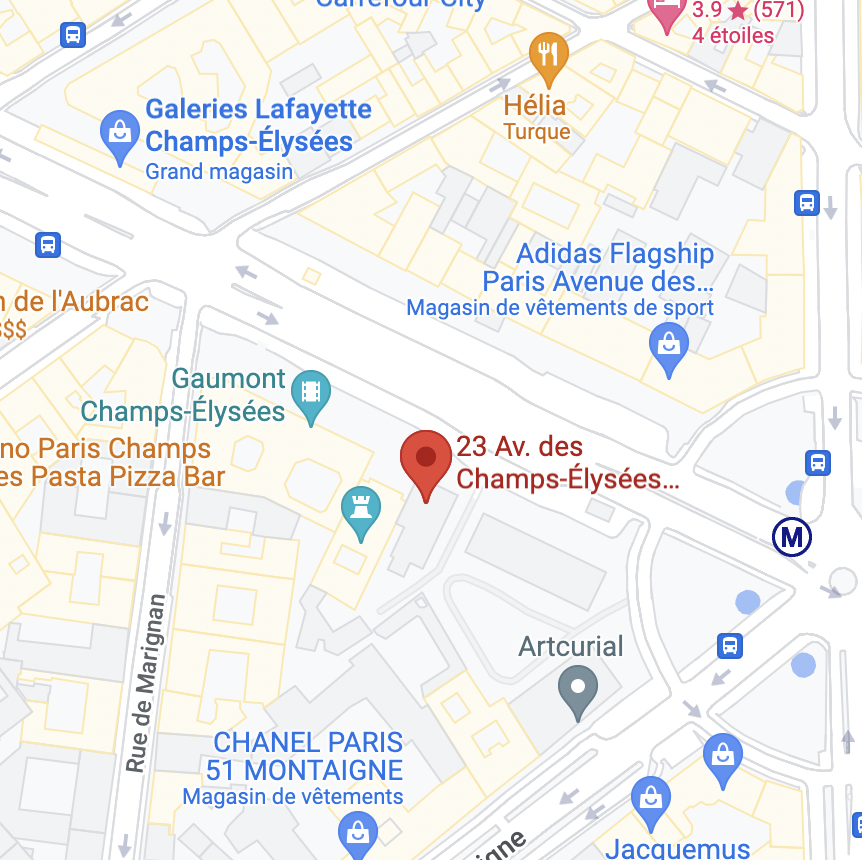 Carrefour City
3.9 ★ (571)
4 étoiles
Hélia
Turque
Galeries Lafayette
Champs-Élysées
Grand magasin
Adidas Flagship
Paris Avenue des...
Magasin de vêtements de sport
n de l'Aubrac
$$$
Gaumont
Champs-Élysées
no Paris Champs
es Pasta Pizza Bar
23 Av. des
Champs-Élysées...
M
Rue de Marignan
Artcurial
CHANEL PARIS
51 MONTAIGNE
Magasin de vêtements
igne
Jacquemus